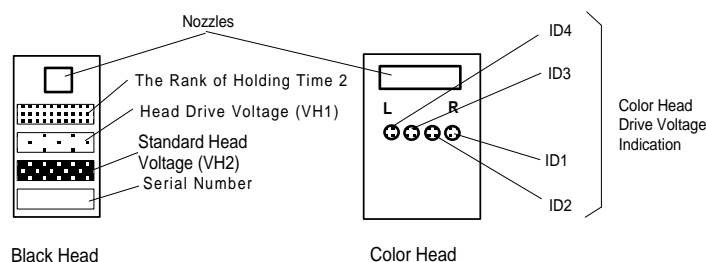 Nozzles
The Rank of Holding Time 2
Head Drive Voltage (VH1)
Standard Head
Voltage (VH2)
Serial Number
Black Head
L R
ID4
ID3
ID1
ID2
Color Head
Drive Voltage
Indication
Color Head